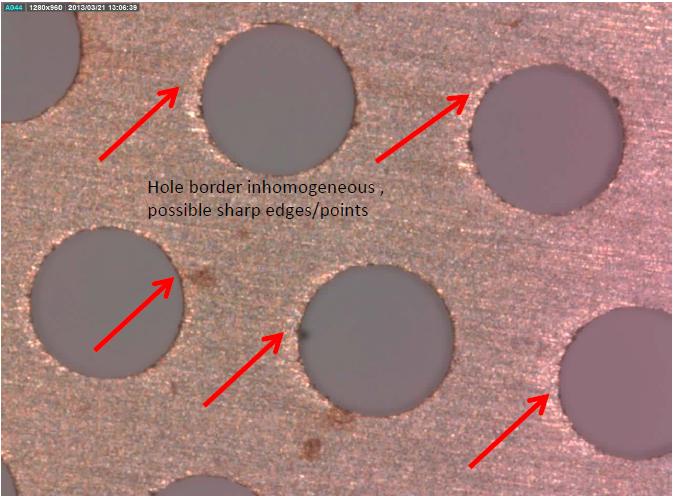 A044 1280x960 2013/03/21 13:06:39
Hole border inhomogeneous ,
possible sharp edges/points